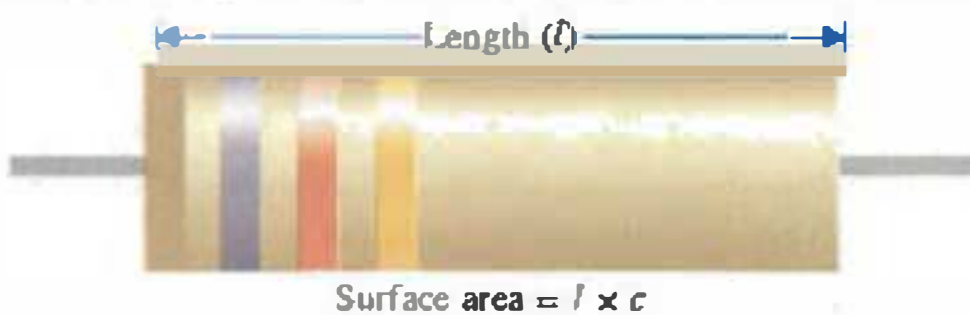 Length (ℓ)
Surface area = l × c